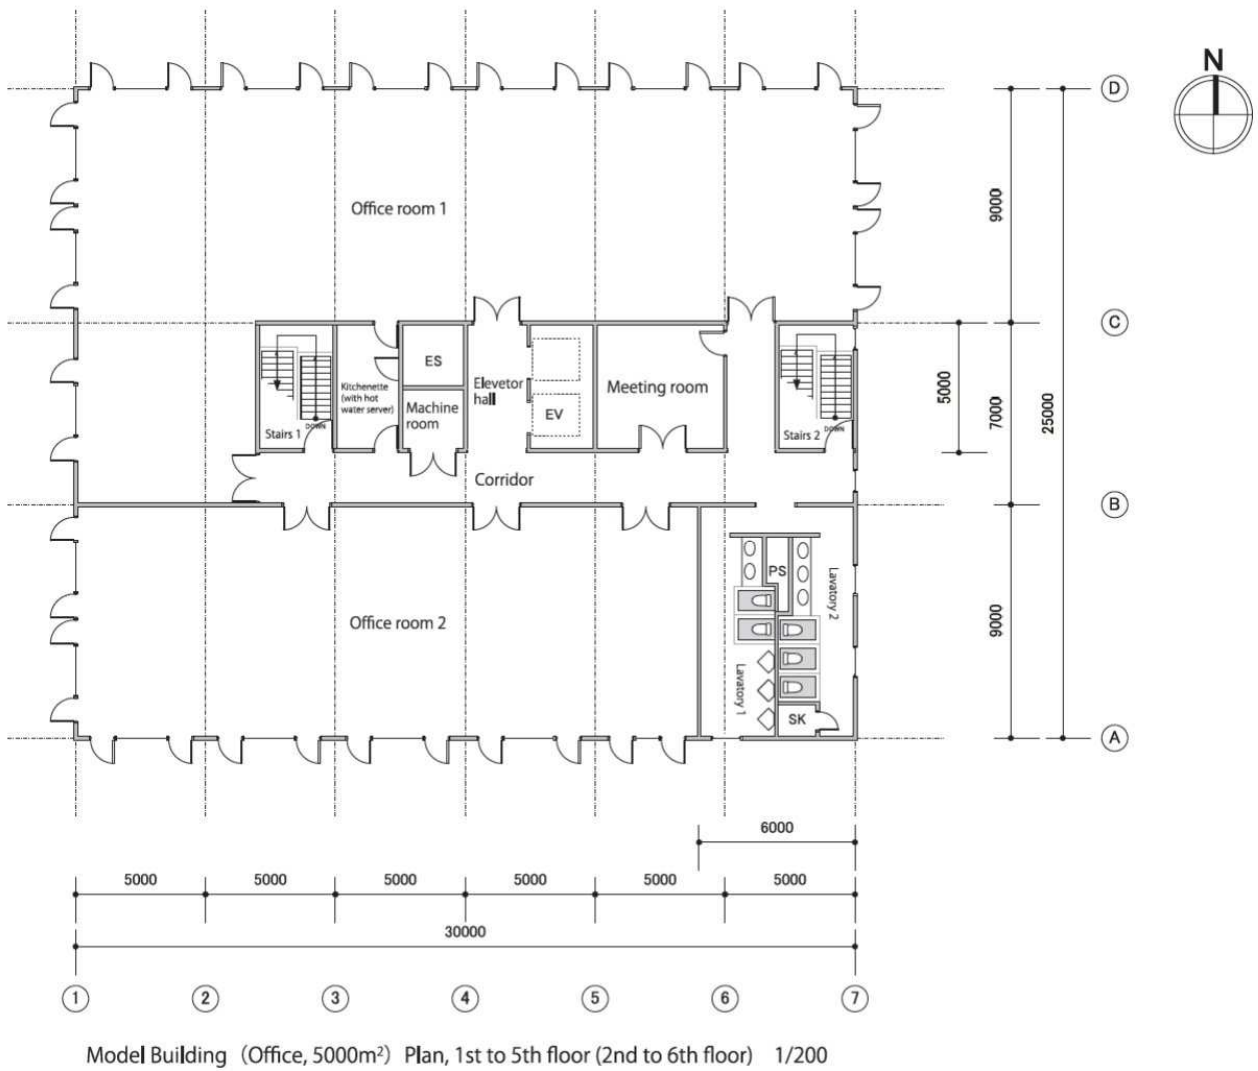 N
D
9000
Office room 1
C
ES
Kitchenette
(with hot
water server)
Elevetor
hall
Meeting room
Machine
room
EV
Stairs 1
DOWN
Stairs 2
DOWN
5000
7000
25000
Corridor
B
PS
Lavatory 2
Office room 2
9000
Lavatory 1
SK
A
6000
5000 5000 5000 5000 5000 5000
30000
1 2 3 4 5 6 7
Model Building （Office, 5000m²） Plan, 1st to 5th floor (2nd to 6th floor) 1/200